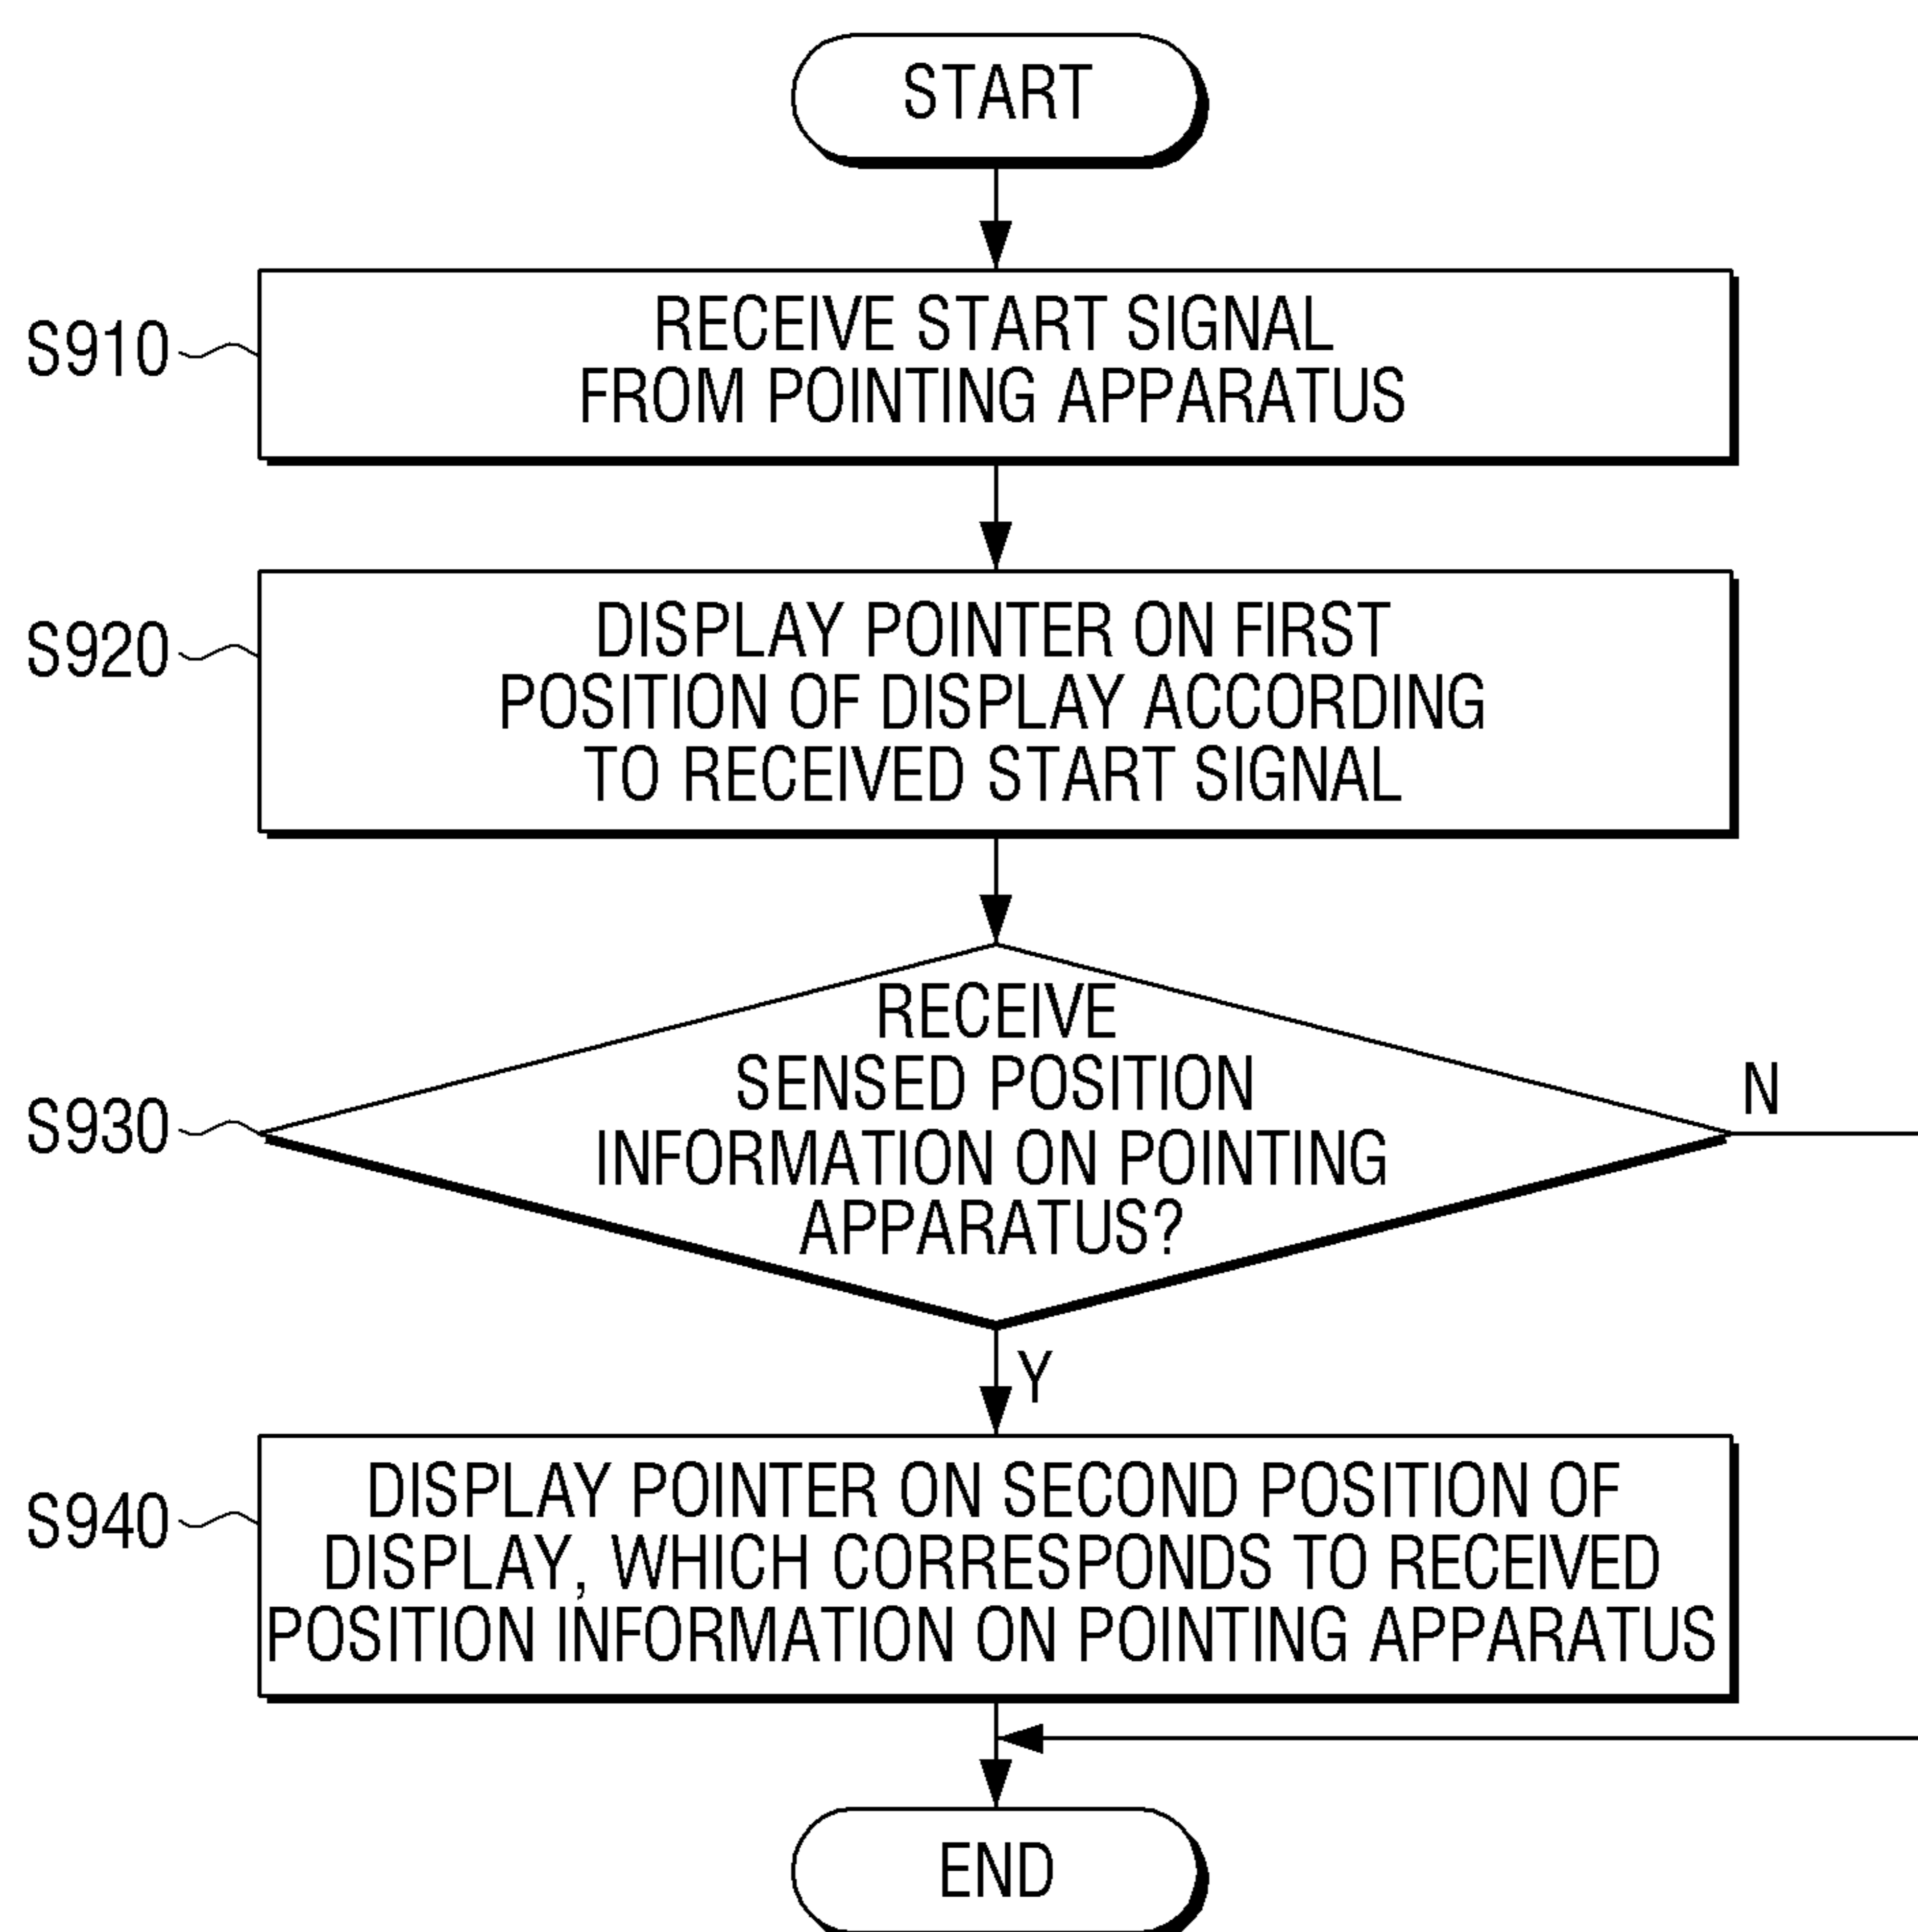 START
S910
RECEIVE START SIGNAL
FROM POINTING APPARATUS
S920
DISPLAY POINTER ON FIRST
POSITION OF DISPLAY ACCORDING
TO RECEIVED START SIGNAL
S930
RECEIVE
SENSED POSITION
INFORMATION ON POINTING
APPARATUS?
N
Y
S940
DISPLAY POINTER ON SECOND POSITION OF
DISPLAY, WHICH CORRESPONDS TO RECEIVED
POSITION INFORMATION ON POINTING APPARATUS
END